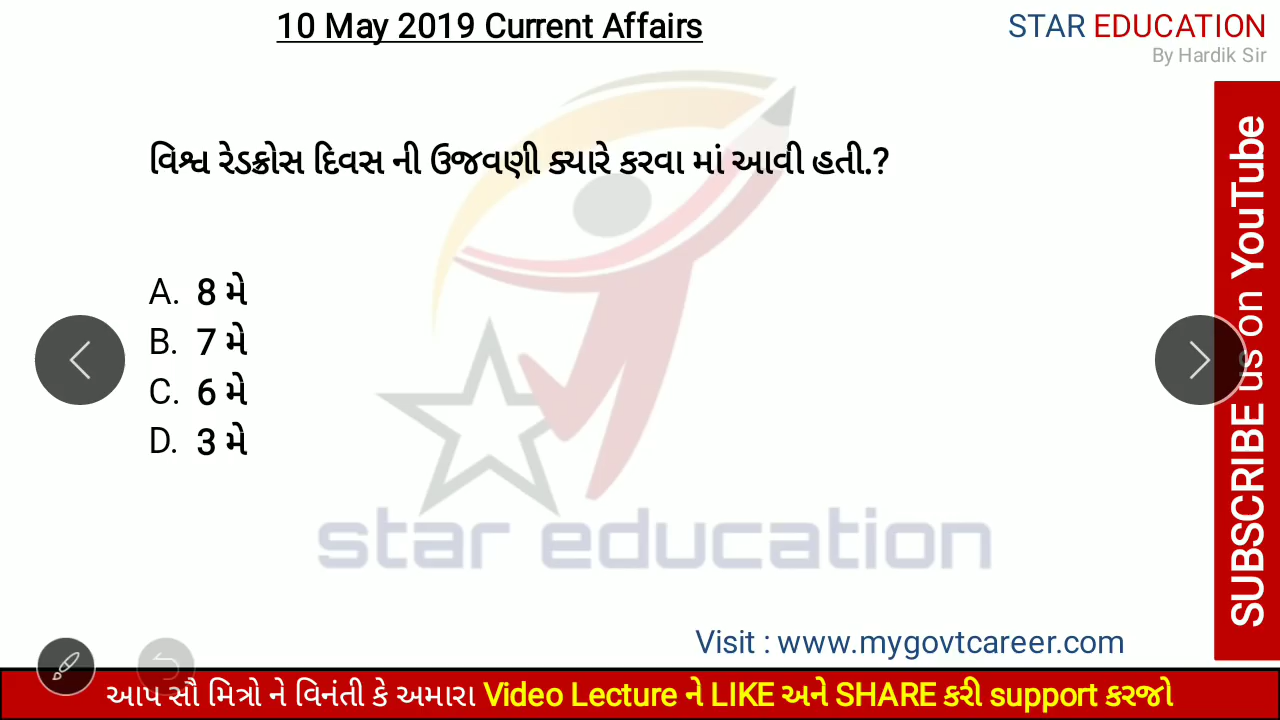 10 May 2019 Current Affairs
STAR EDUCATION
By Hardik Sir
વિશ્વ રેડક્રોસ દિવસ ની ઉજવણી ક્યારે કરવા માં આવી હતી.?
A. 8 મે
B. 7 મે
C. 6 મે
D. 3 મે
star education
SUBSCRIBE us on YouTube
Visit : www.mygovtcareer.com
આપ સૌ મિત્રો ને વિનંતી કે અમારા Video Lecture ને LIKE અને SHARE કરી support કરજો